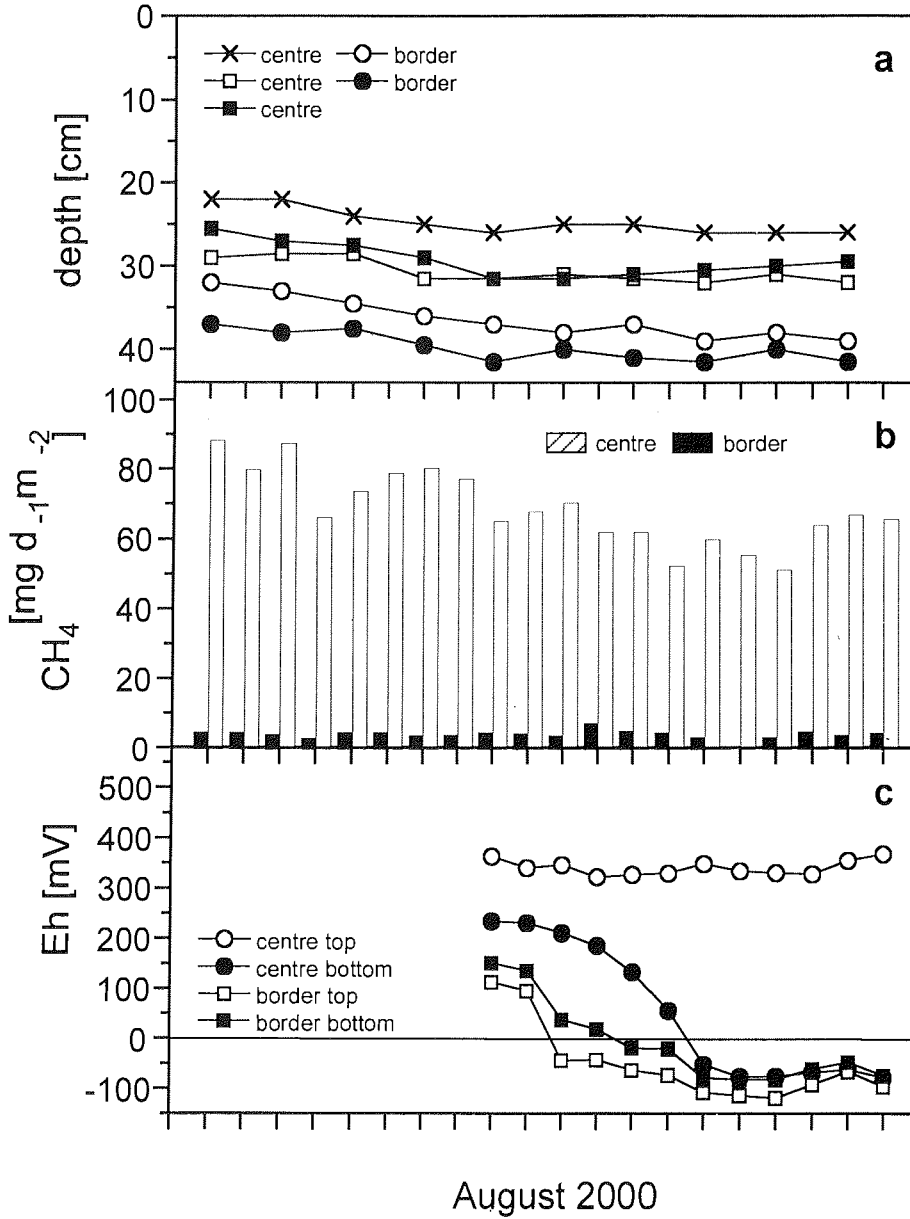 0
10
20
30
40
depth [cm]
centre border
centre border
centre
a
100
80
60
40
20
0
CH4 [mg d-1m-2]
centre border
b
500
400
300
200
100
0
-100
Eh [mV]
centre top
centre bottom
border top
border bottom
c
August 2000